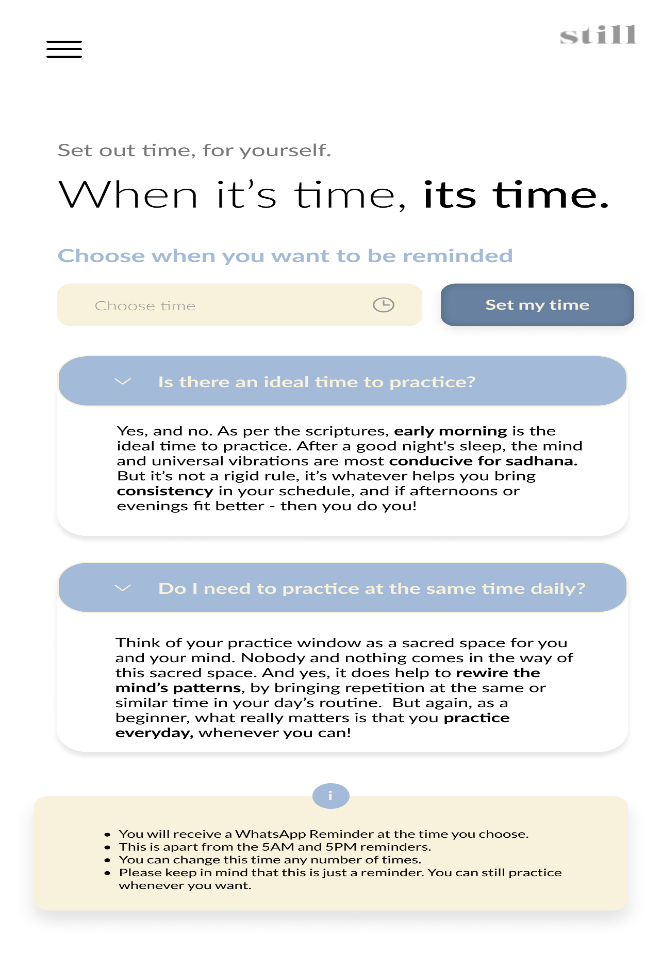 still
Set out time, for yourself.
When it's time, its time.
Choose when you want to be reminded
Choose time
Set my time
Is there an ideal time to practice?
Yes, and no. As per the scriptures, early morning is the
ideal time to practice. After a good night's sleep, the mind
and universal vibrations are most conducive for sadhana.
But it's not a rigid rule, it's whatever helps you bring
consistency in your schedule, and if afternoons or
evenings fit better - then you do you!
Do I need to practice at the same time daily?
Think of your practice window as a sacred space for you
and your mind. Nobody and nothing comes in the way of
this sacred space. And yes, it does help to rewire the
mind's patterns, by bringing repetition at the same or
similar time in your day's routine.  But again, as a
beginner, what really matters is that you practice
everyday, whenever you can!
i
• You will receive a WhatsApp Reminder at the time you choose.
• This is apart from the 5AM and 5PM reminders.
• You can change this time any number of times.
• Please keep in mind that this is just a reminder. You can still practice
whenever you want.